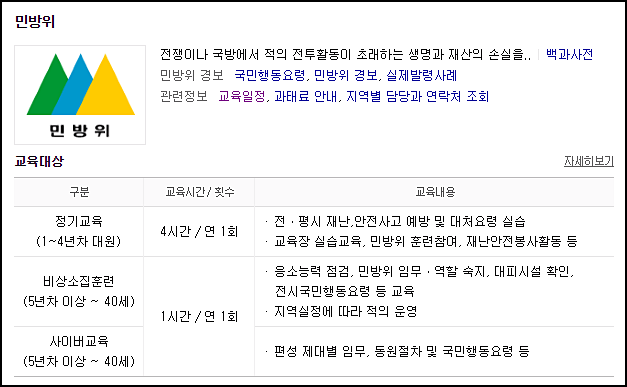 민방위
전쟁이나 국방에서 적의 전투활동이 초래하는 생명과 재산의 손실을.. | 백과사전
민방위 경보 국민행동요령, 민방위 경보, 실제발령사례
관련정보 교육일정, 과태료 안내, 지역별 담당과 연락처 조회
민방위
교육대상
자세히보기
구분 교육시간/횟수 교육내용
정기교육
(1~4년차 대원)
4시간 / 연 1회
· 전 · 평시 재난,안전사고 예방 및 대처요령 실습
· 교육장 실습교육, 민방위 훈련참여, 재난안전봉사활동 등
비상소집훈련
(5년차 이상 ~ 40세)
1시간 / 연 1회
· 응소능력 점검, 민방위 임무 · 역할 숙지, 대피시설 확인,
전시국민행동요령 등 교육
· 지역실정에 따라 적의 운영
사이버교육
(5년차 이상 ~ 40세)
· 편성 제대별 임무, 동원절차 및 국민행동요령 등